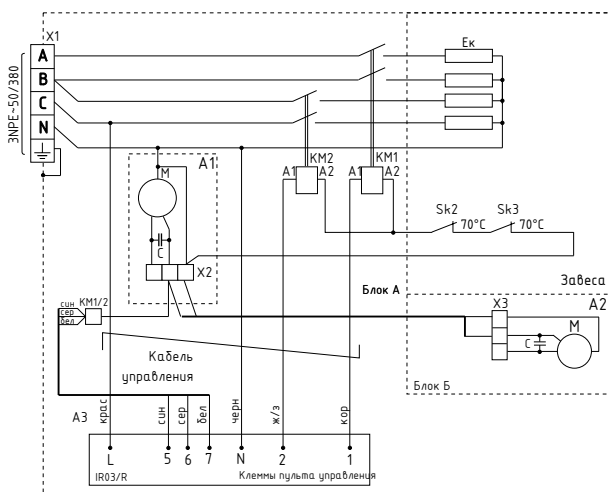 X1
A
B
C
N
3NPE~50/380
Eк
KM2
KM1
A1
A2
A1
A2
A1
M
C
X2
Sk2
70°C
Sk3
70°C
Завеса
Блок А
X3
A2
M
C
Блок Б
син
сер
бел
KM1/2
Кабель
управления
A3
крас
син
сер
бел
черн
ж/з
кор
L
5
6
7
N
2
1
IR03/R
Клеммы пульта управления